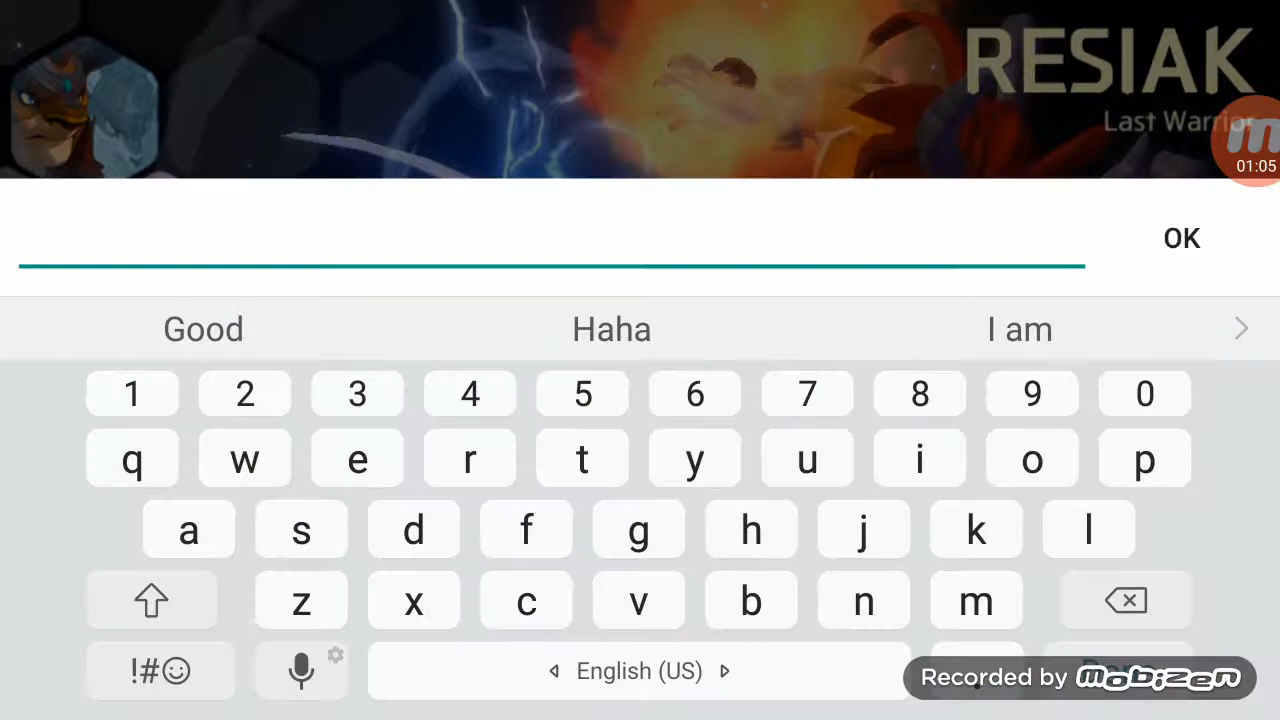 RESIAK
Last Warrior
01:05
OK
Good Haha I am
1 2 3 4 5 6 7 8 9 0
q w e r t y u i o p
a s d f g h j k l
z x c v b n m
!#☺ English (US)
Recorded by mobizen